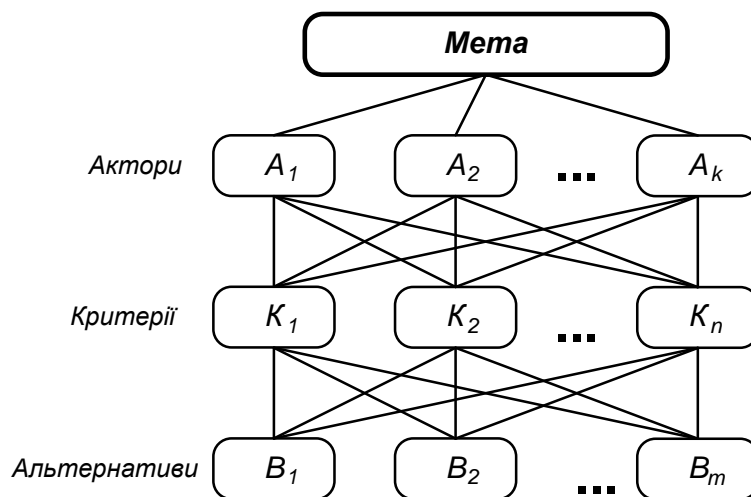 Мета
Актори A1 A2 ... Ak
Критерії K1 K2 ... Kn
Альтернативи B1 B2 ... Bm